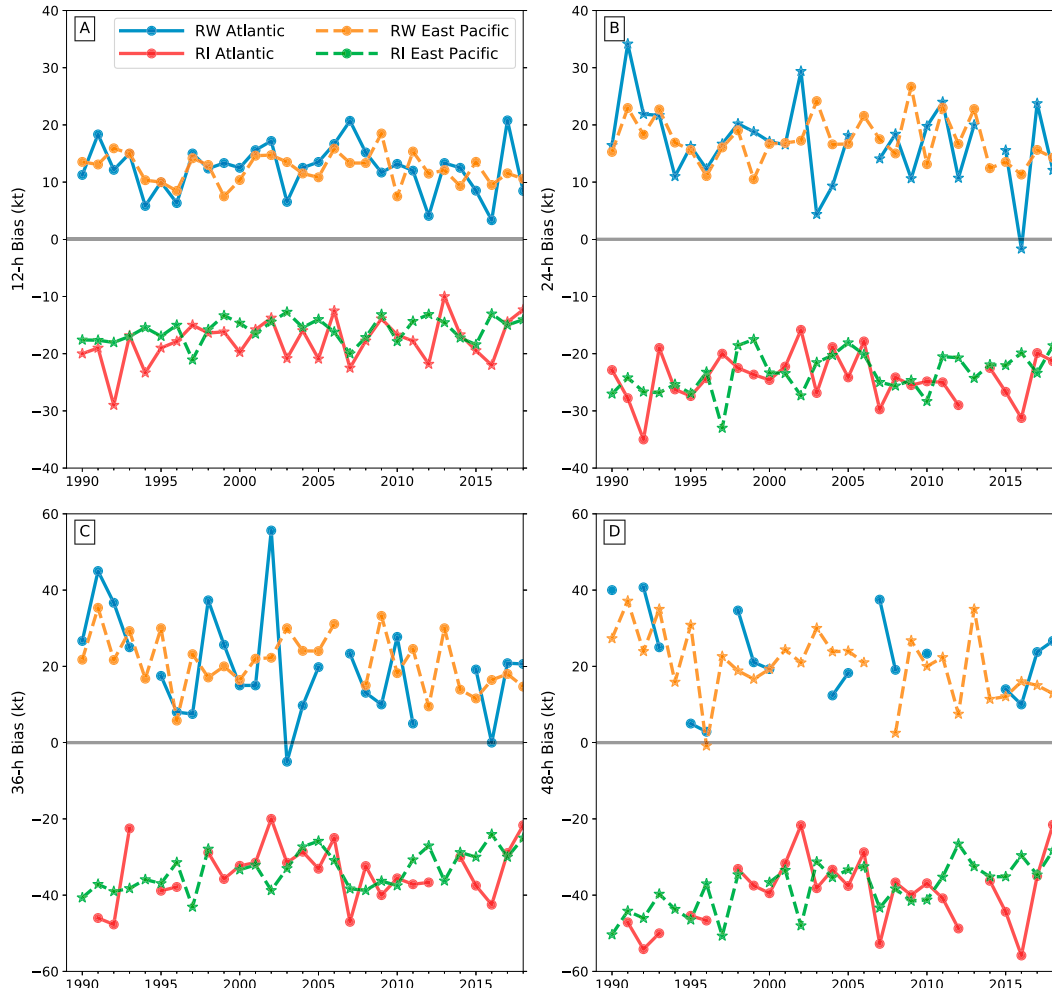 A
RW Atlantic
RI Atlantic
RW East Pacific
RI East Pacific
12-h Bias (kt)
40
30
20
10
0
−10
−20
−30
−40
1990 1995 2000 2005 2010 2015
B
24-h Bias (kt)
40
30
20
10
0
−10
−20
−30
−40
1990 1995 2000 2005 2010 2015
C
36-h Bias (kt)
60
40
20
0
−20
−40
−60
1990 1995 2000 2005 2010 2015
D
48-h Bias (kt)
60
40
20
0
−20
−40
−60
1990 1995 2000 2005 2010 2015